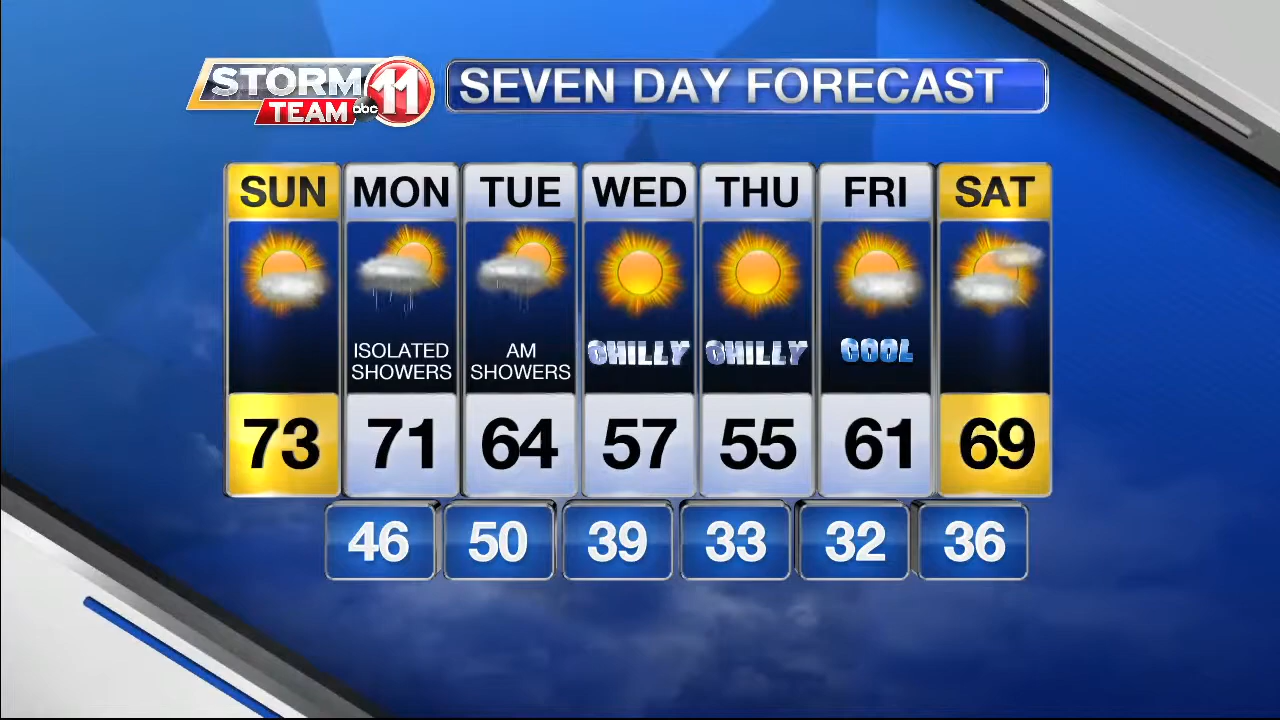 STORM
TEAM abc 11
SEVEN DAY FORECAST
SUN MON TUE WED THU FRI SAT
ISOLATED
SHOWERS
AM
SHOWERS
CHILLY
CHILLY
COOL
73 71 64 57 55 61 69
46 50 39 33 32 36